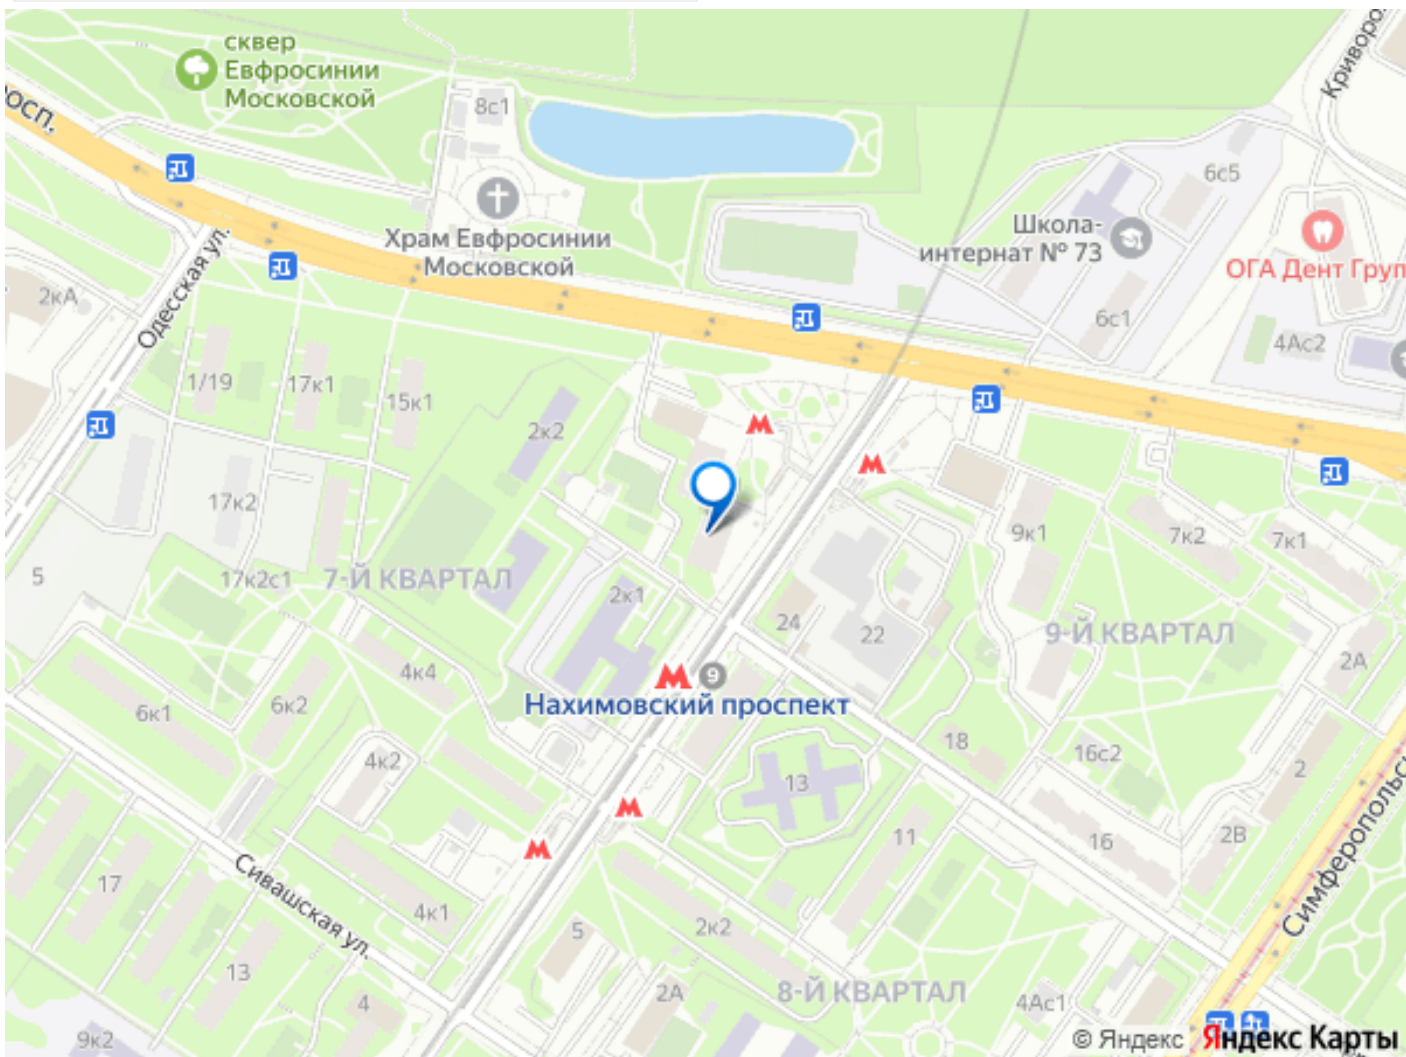 сквер
Евфросинии
Московской
8с1
Криворо
осп.
6с5
Школа-
интернат № 73
ОГА Дент Груп
Храм Евфросинии
Московской
2кА
Одесская ул.
6с1
4Ас2
1/19
17к1
15к1
2к2
17к2
9к1
7к2
7к1
5
17к2с1
7-Й КВАРТАЛ
2к1
24
22
9-Й КВАРТАЛ
2А
4к4
9
Нахимовский проспект
6к1
6к2
18
16с2
4к2
13
2
11
16
2В
Симферопольс
17
Сивашская ул.
4к1
5
2к2
13
4
2А
8-Й КВАРТАЛ
4Ас1
9к2
© Яндекс Яндекс Карты